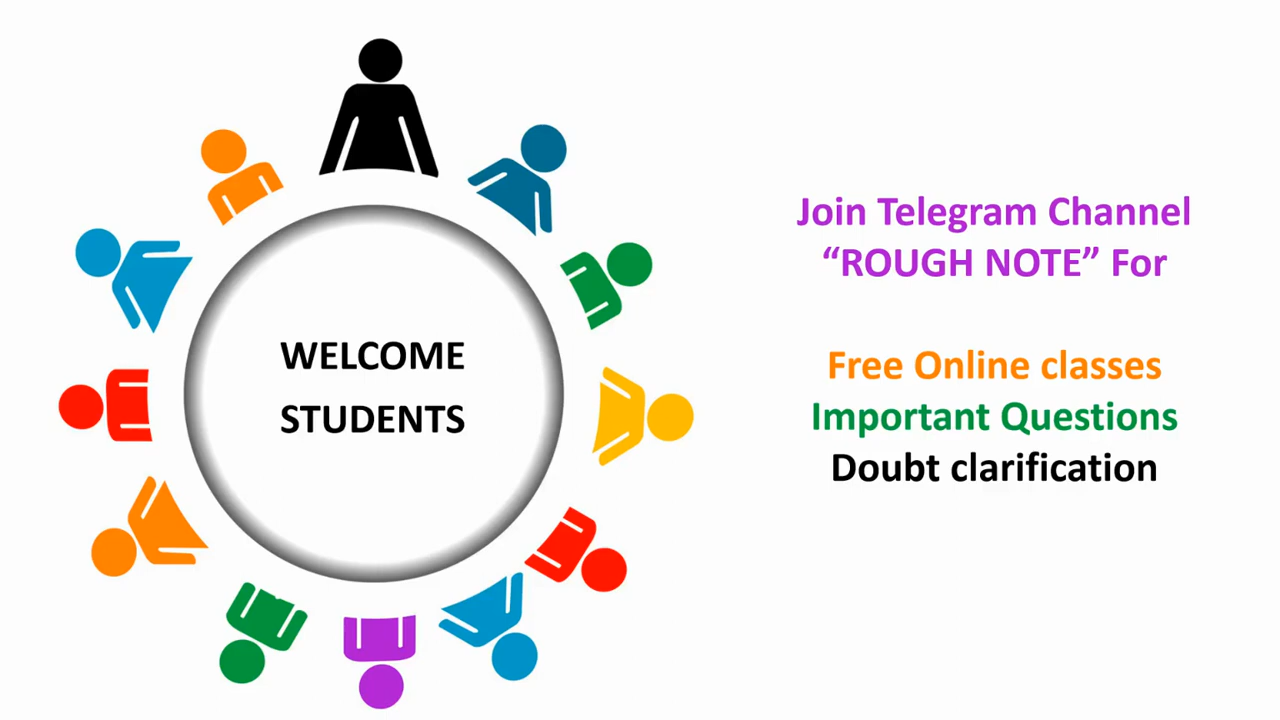 WELCOME
STUDENTS
Join Telegram Channel
“ROUGH NOTE” For
Free Online classes
Important Questions
Doubt clarification